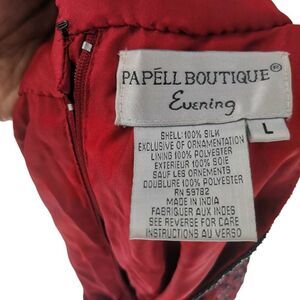 PAPÉLL BOUTIQUE®
Evening
L
SHELL: 100% SILK
EXCLUSIVE OF ORNAMENTATION
LINING 100% POLYESTER
EXTERIEUR 100% SOIE
SAUF LES ORNEMENTS
DOUBLURE 100% POLYESTER
RN 59782
MADE IN INDIA
FABRIQUER AUX INDES
SEE REVERSE FOR CARE
INSTRUCTIONS AU VERSO